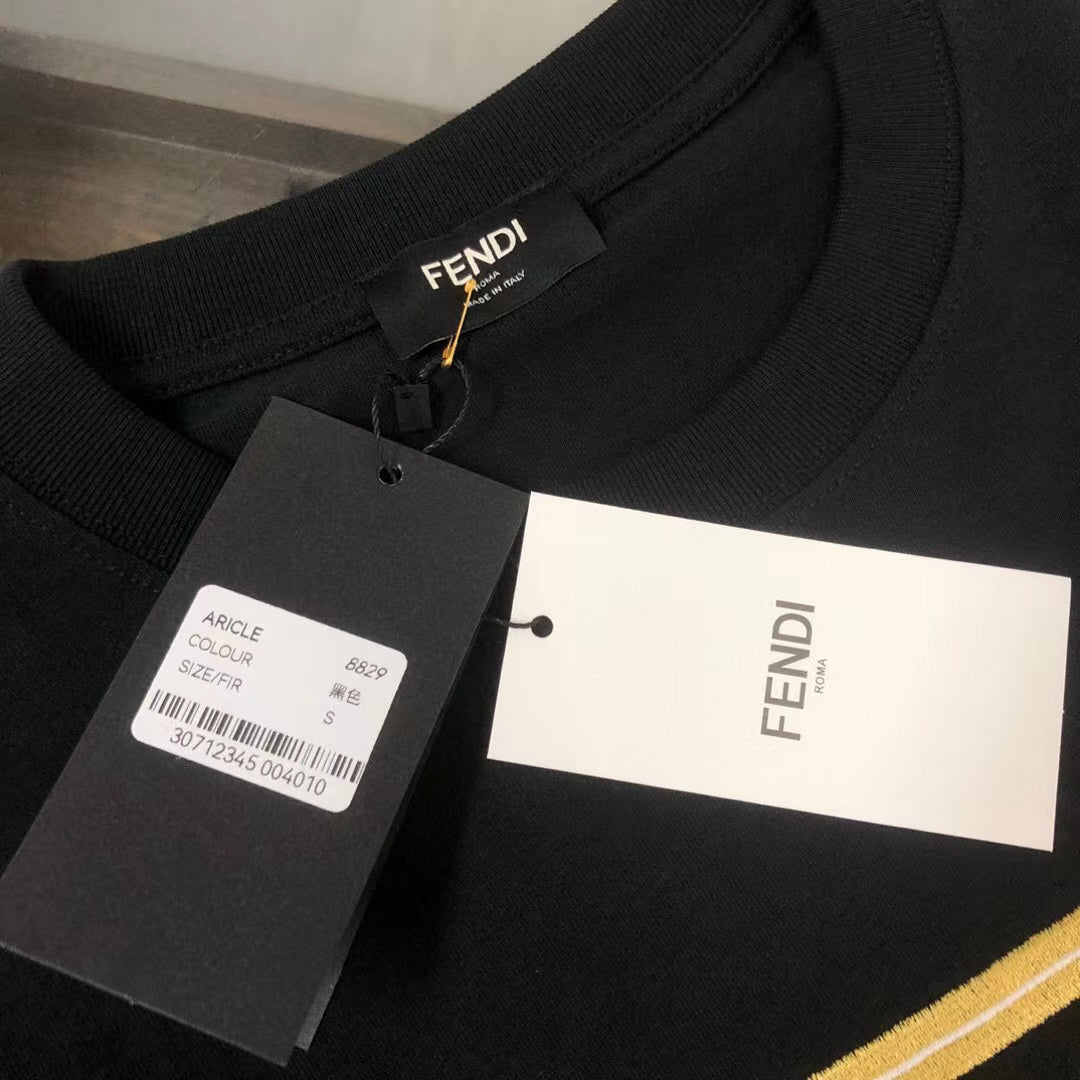 FENDI
ROMA
MADE IN ITALY
ARICLE
8829
COLOUR
黑色
SIZE/FIR
S
30712345 004010
FENDI
ROMA